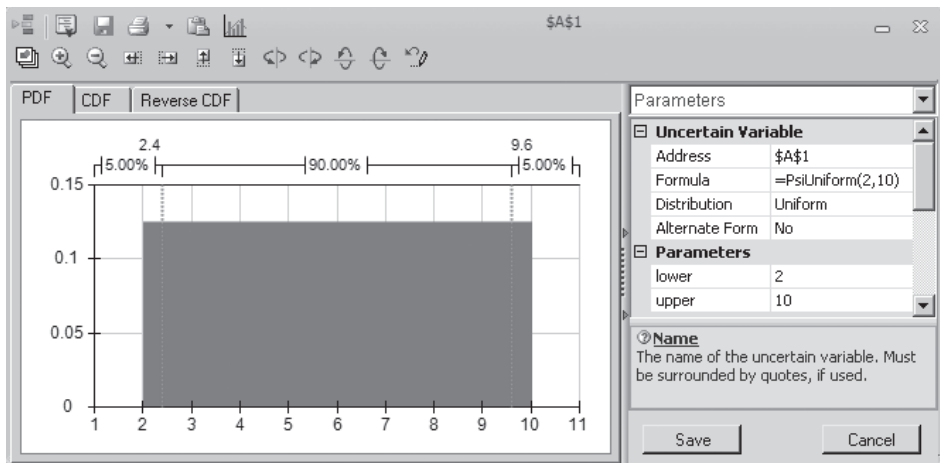 $A$1
PDF
CDF
Reverse CDF
2.4
9.6
5.00%
90.00%
5.00%
0.15
0.1
0.05
0
1 2 3 4 5 6 7 8 9 10 11
Parameters
Uncertain Variable
Address $A$1
Formula =PsiUniform(2,10)
Distribution Uniform
Alternate Form No
Parameters
lower 2
upper 10
Name
The name of the uncertain variable. Must
be surrounded by quotes, if used.
Save
Cancel